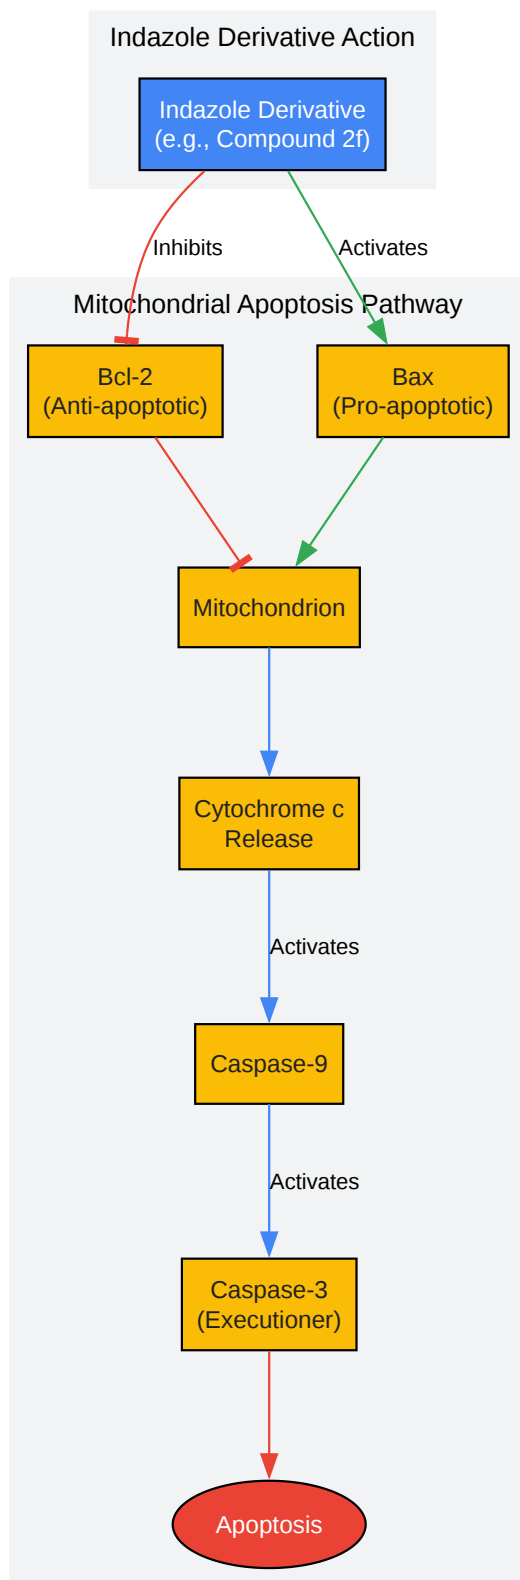 Indazole Derivative Action
Indazole Derivative
(e.g., Compound 2f)
Inhibits
Activates
Mitochondrial Apoptosis Pathway
Bcl-2
(Anti-apoptotic)
Bax
(Pro-apoptotic)
Mitochondrion
Cytochrome c
Release
Activates
Caspase-9
Activates
Caspase-3
(Executioner)
Apoptosis